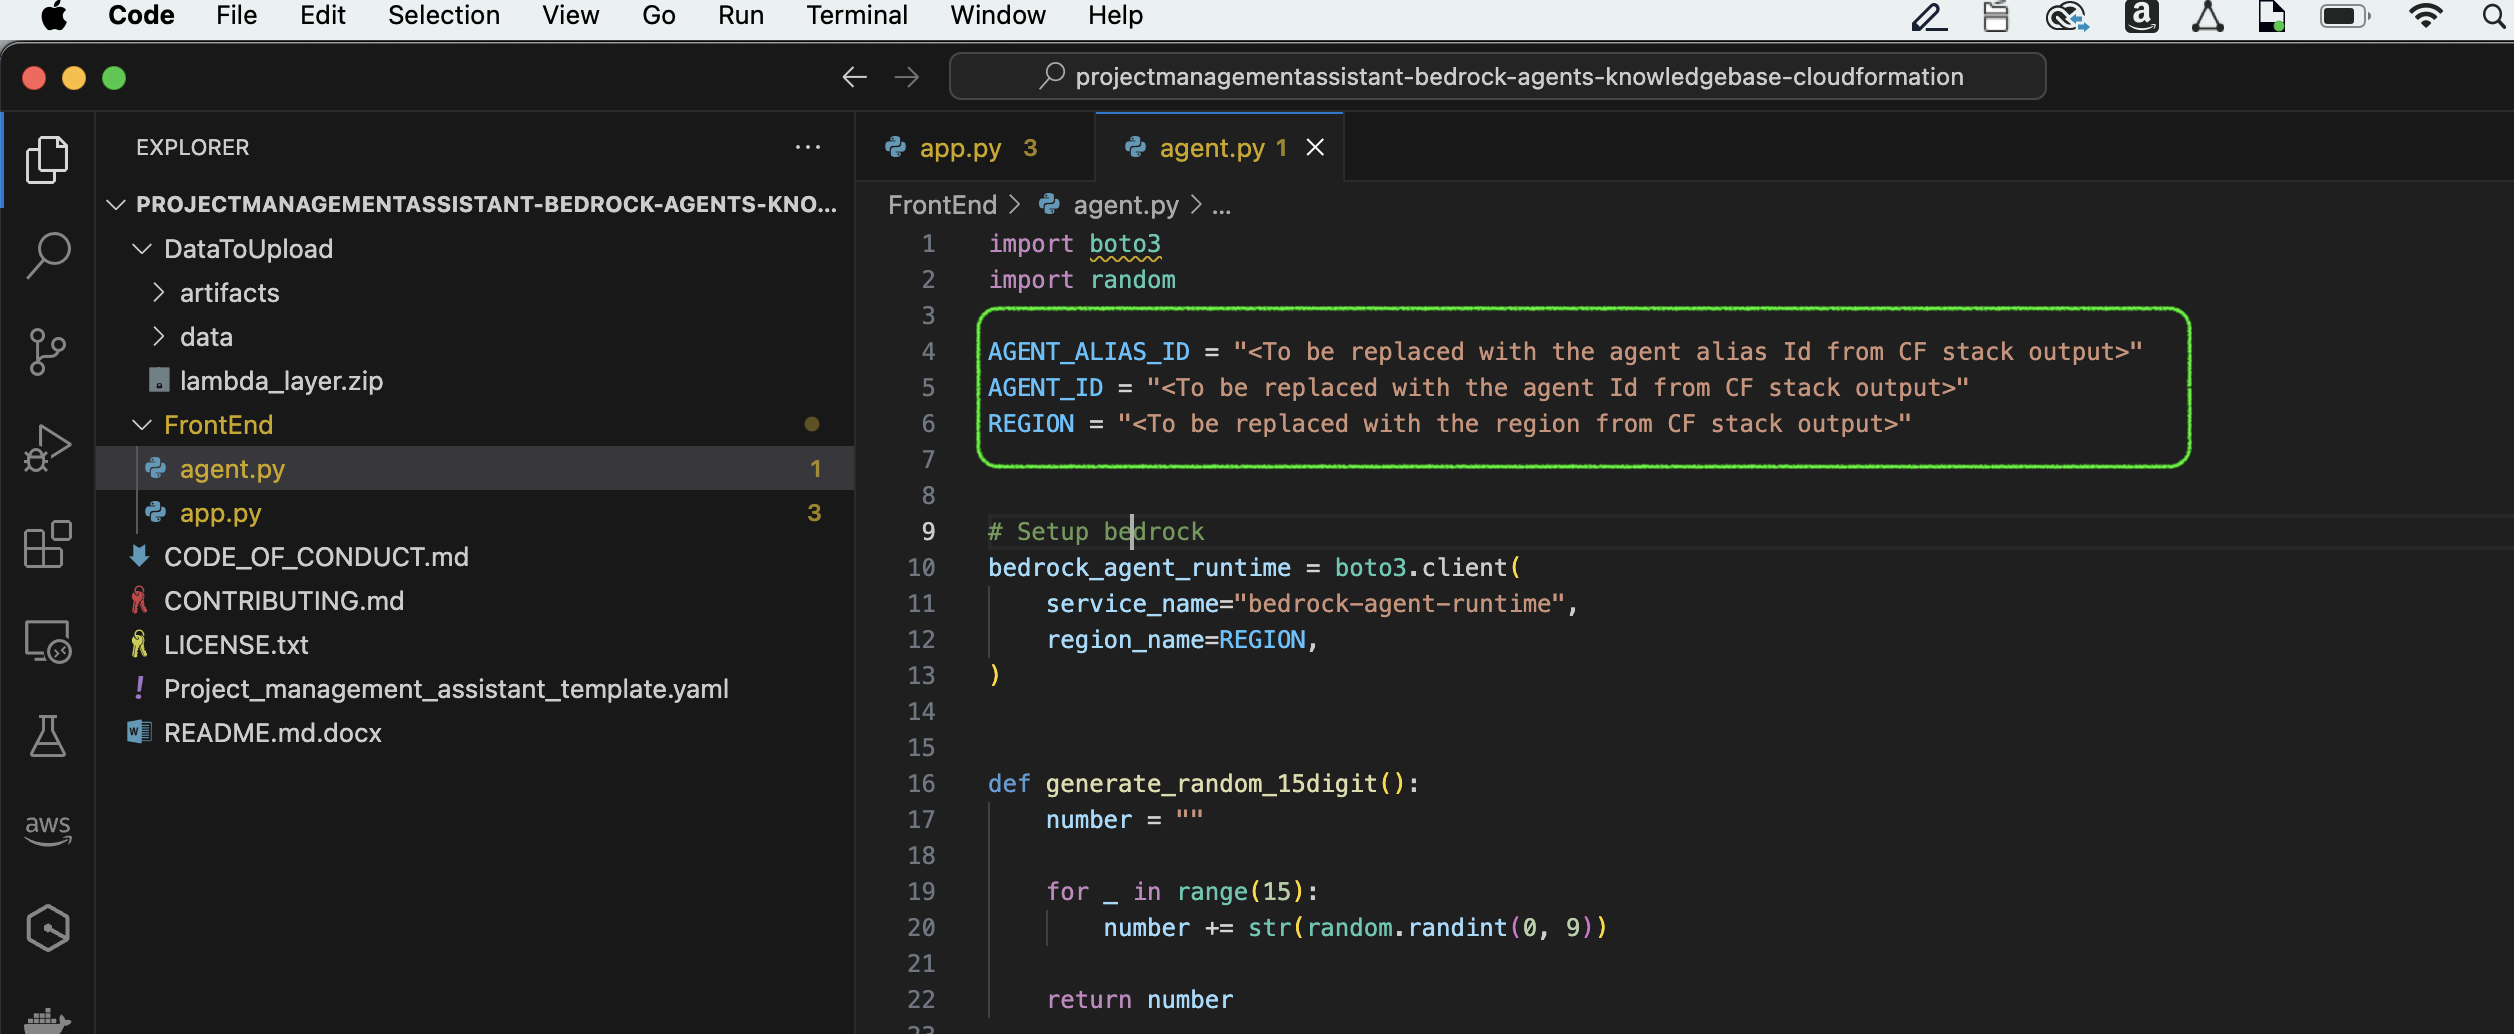 Code File Edit Selection View Go Run Terminal Window Help
projectmanagementassistant-bedrock-agents-knowledgebase-cloudformation
EXPLORER
PROJECTMANAGEMENTASSISTANT-BEDROCK-AGENTS-KNO...
DataToUpload
artifacts
data
lambda_layer.zip
FrontEnd
agent.py 1
app.py 3
CODE_OF_CONDUCT.md
CONTRIBUTING.md
LICENSE.txt
Project_management_assistant_template.yaml
README.md.docx
aws
app.py 3 agent.py 1
FrontEnd > agent.py > ...
1 import boto3
2 import random
3
4 AGENT_ALIAS_ID = "<To be replaced with the agent alias Id from CF stack output>"
5 AGENT_ID = "<To be replaced with the agent Id from CF stack output>"
6 REGION = "<To be replaced with the region from CF stack output>"
7
8
9 # Setup bedrock
10 bedrock_agent_runtime = boto3.client(
11 service_name="bedrock-agent-runtime",
12 region_name=REGION,
13 )
14
15
16 def generate_random_15digit():
17 number = ""
18
19 for _ in range(15):
20 number += str(random.randint(0, 9))
21
22 return number
23